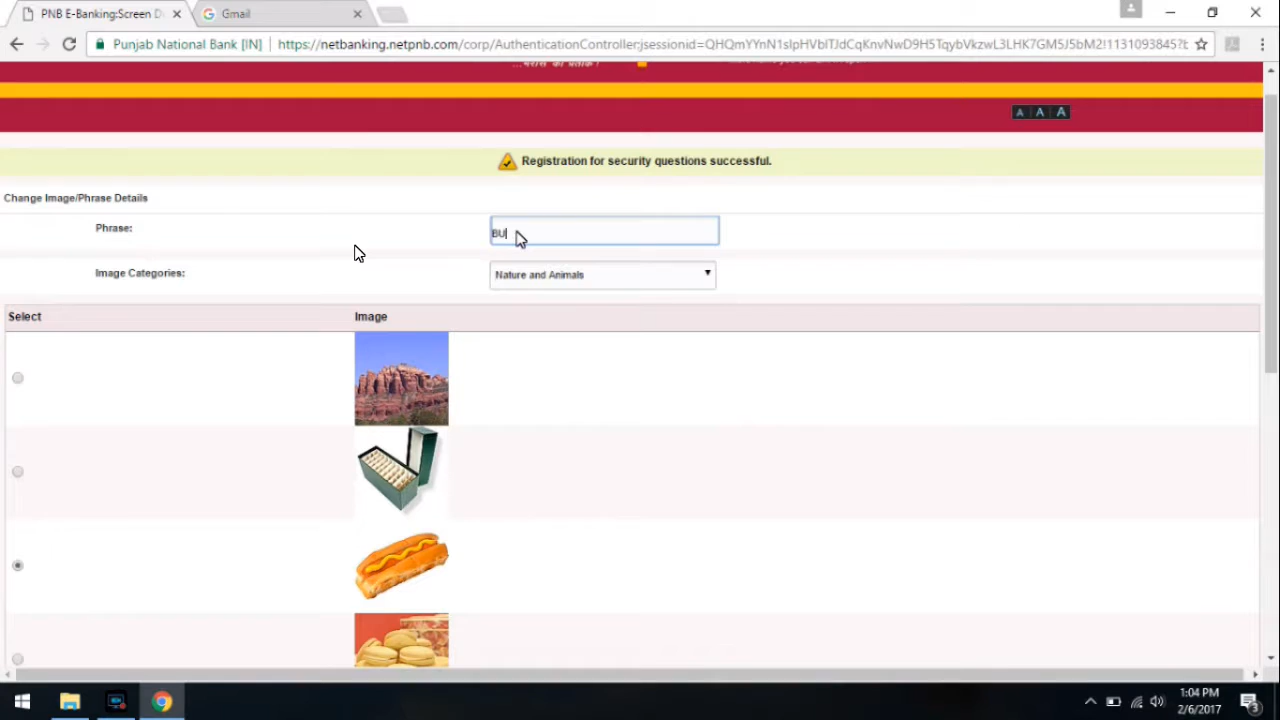 PNB E-Banking:Screen D
Gmail
Punjab National Bank [IN]
https://netbanking.netpnb.com/corp/AuthenticationController;jsessionid=QHQmYYnN1slpHVblTJdCqKnvNwD9H5TqybVkzwL3LHK7GM5J5bM2!1131093845?b
A A A
Registration for security questions successful.
Change Image/Phrase Details
Phrase:
BU
Image Categories:
Nature and Animals
Select
Image
1:04 PM
2/6/2017
3